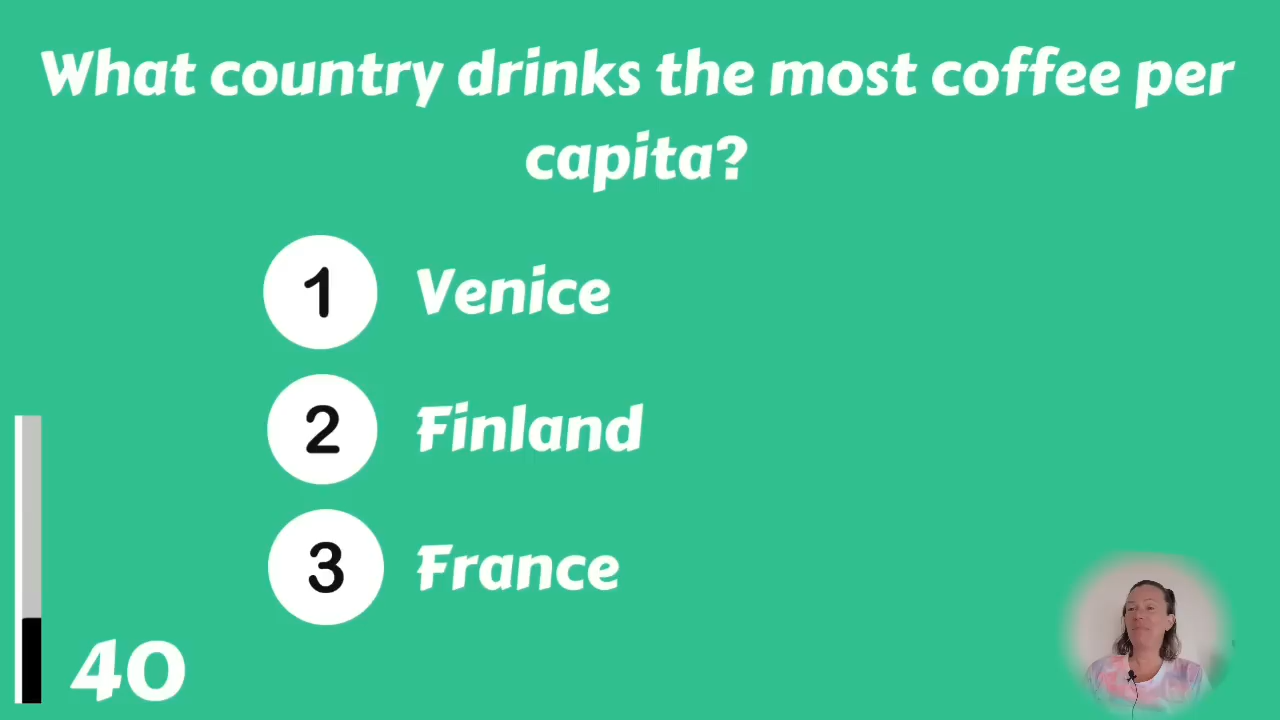 What country drinks the most coffee per
capita?
1 Venice
2 Finland
3 France
40